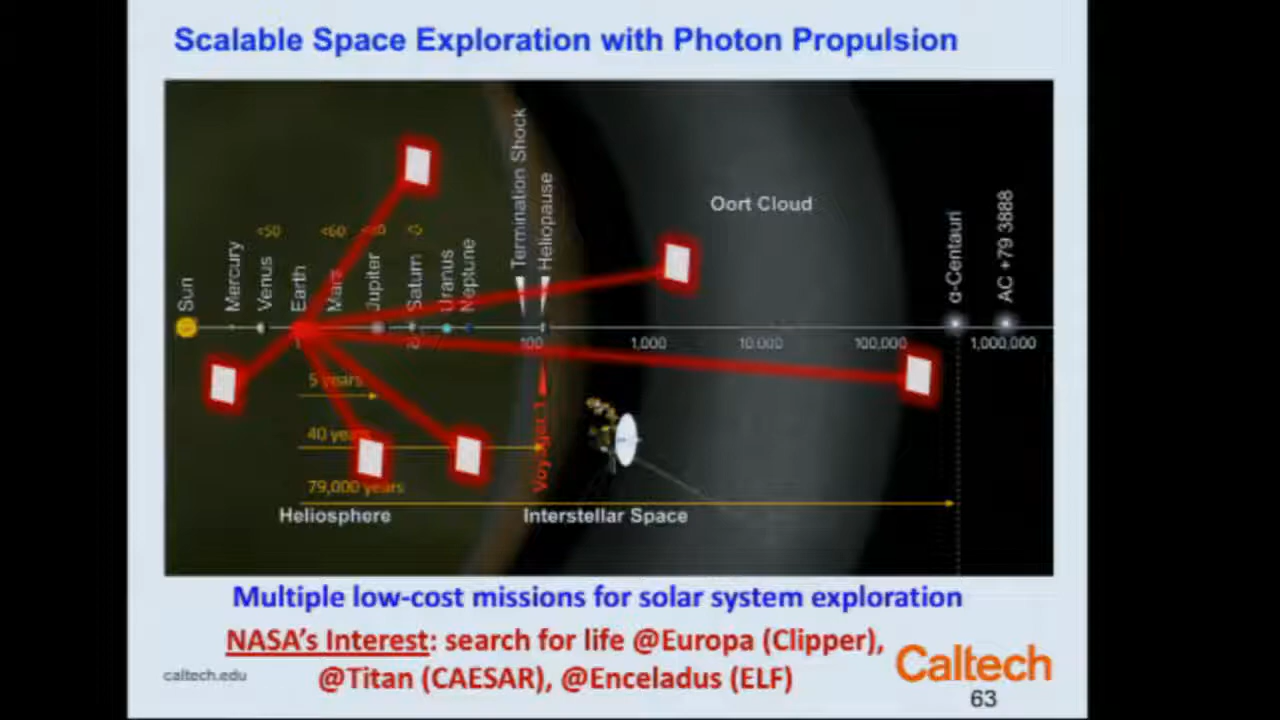 Scalable Space Exploration with Photon Propulsion
Termination Shock
Heliopause
Oort Cloud
α-Centauri
AC +79 3888
<50
<60
<5
Sun
Mercury
Venus
Earth
Mars
Jupiter
Saturn
Uranus
Neptune
1
100
1,000
10,000
100,000
1,000,000
5 years
40 years
Voyager 1
79,000 years
Heliosphere
Interstellar Space
Multiple low-cost missions for solar system exploration
NASA's Interest: search for life @Europa (Clipper),
@Titan (CAESAR), @Enceladus (ELF)
caltech.edu
Caltech
63